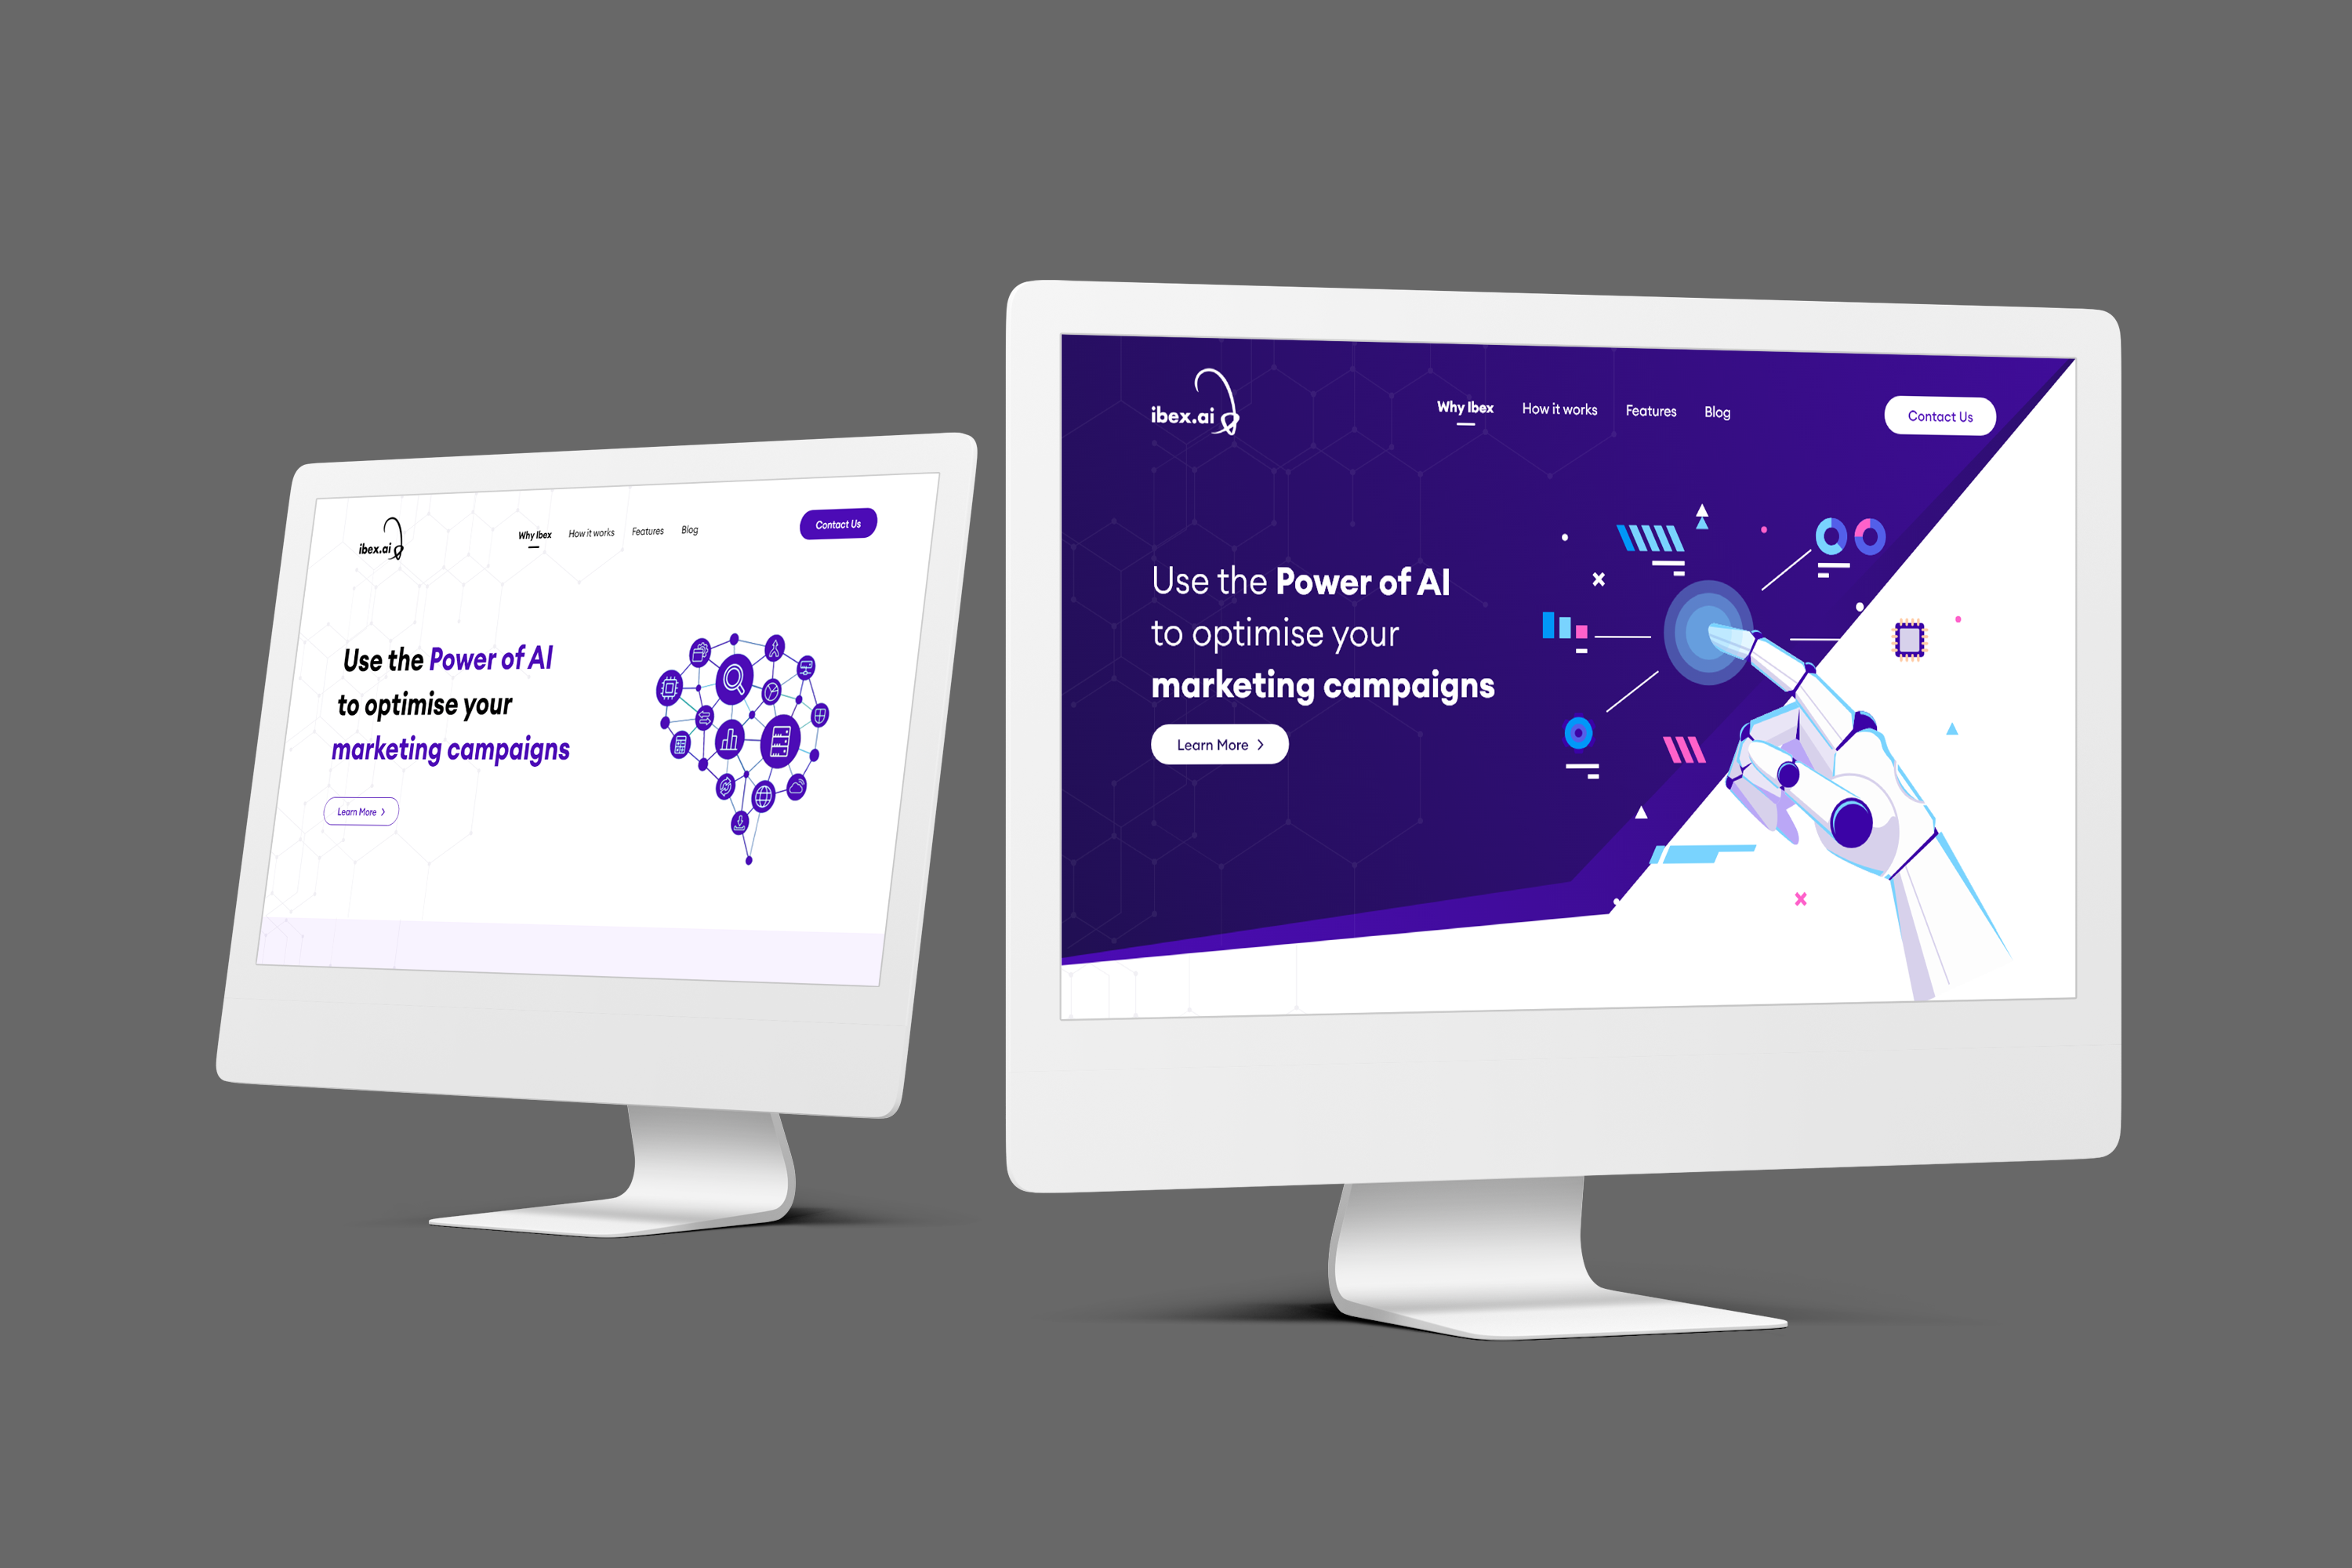 ibex.ai
Why Ibex
How it works
Features
Blog
Contact Us
Use the Power of AI
to optimise your
marketing campaigns
Learn More
ibex.ai
Why Ibex
How it works
Features
Blog
Contact Us
Use the Power of AI
to optimise your
marketing campaigns
Learn More